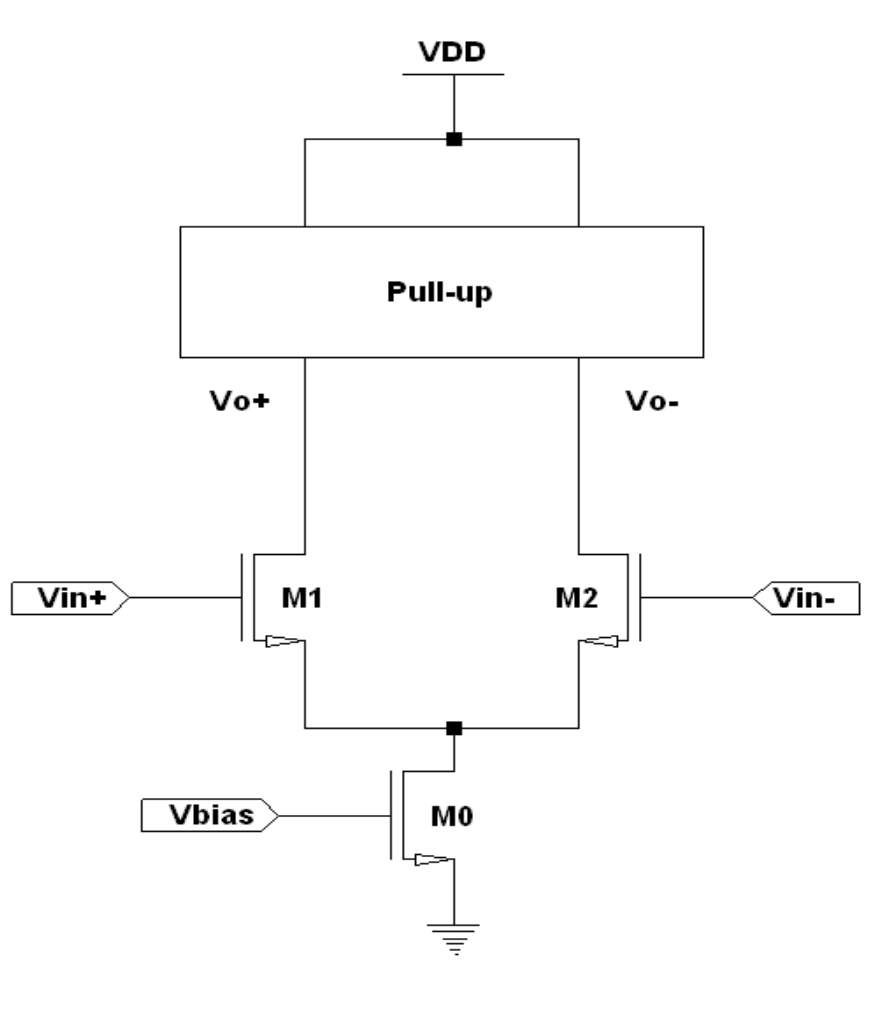 VDD
Pull-up
Vo+
Vo-
Vin+
M1
M2
Vin-
Vbias
M0